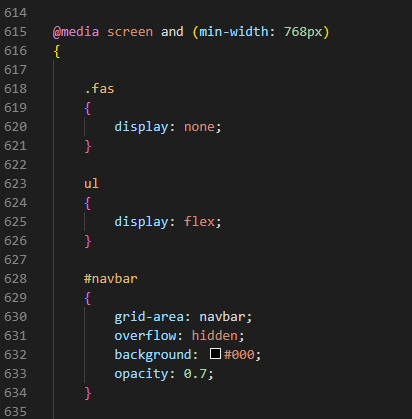 614
615 @media screen and (min-width: 768px)
616 {
617
618 .fas
619 {
620 display: none;
621 }
622
623 ul
624 {
625 display: flex;
626 }
627
628 #navbar
629 {
630 grid-area: navbar;
631 overflow: hidden;
632 background: #000;
633 opacity: 0.7;
634 }
635